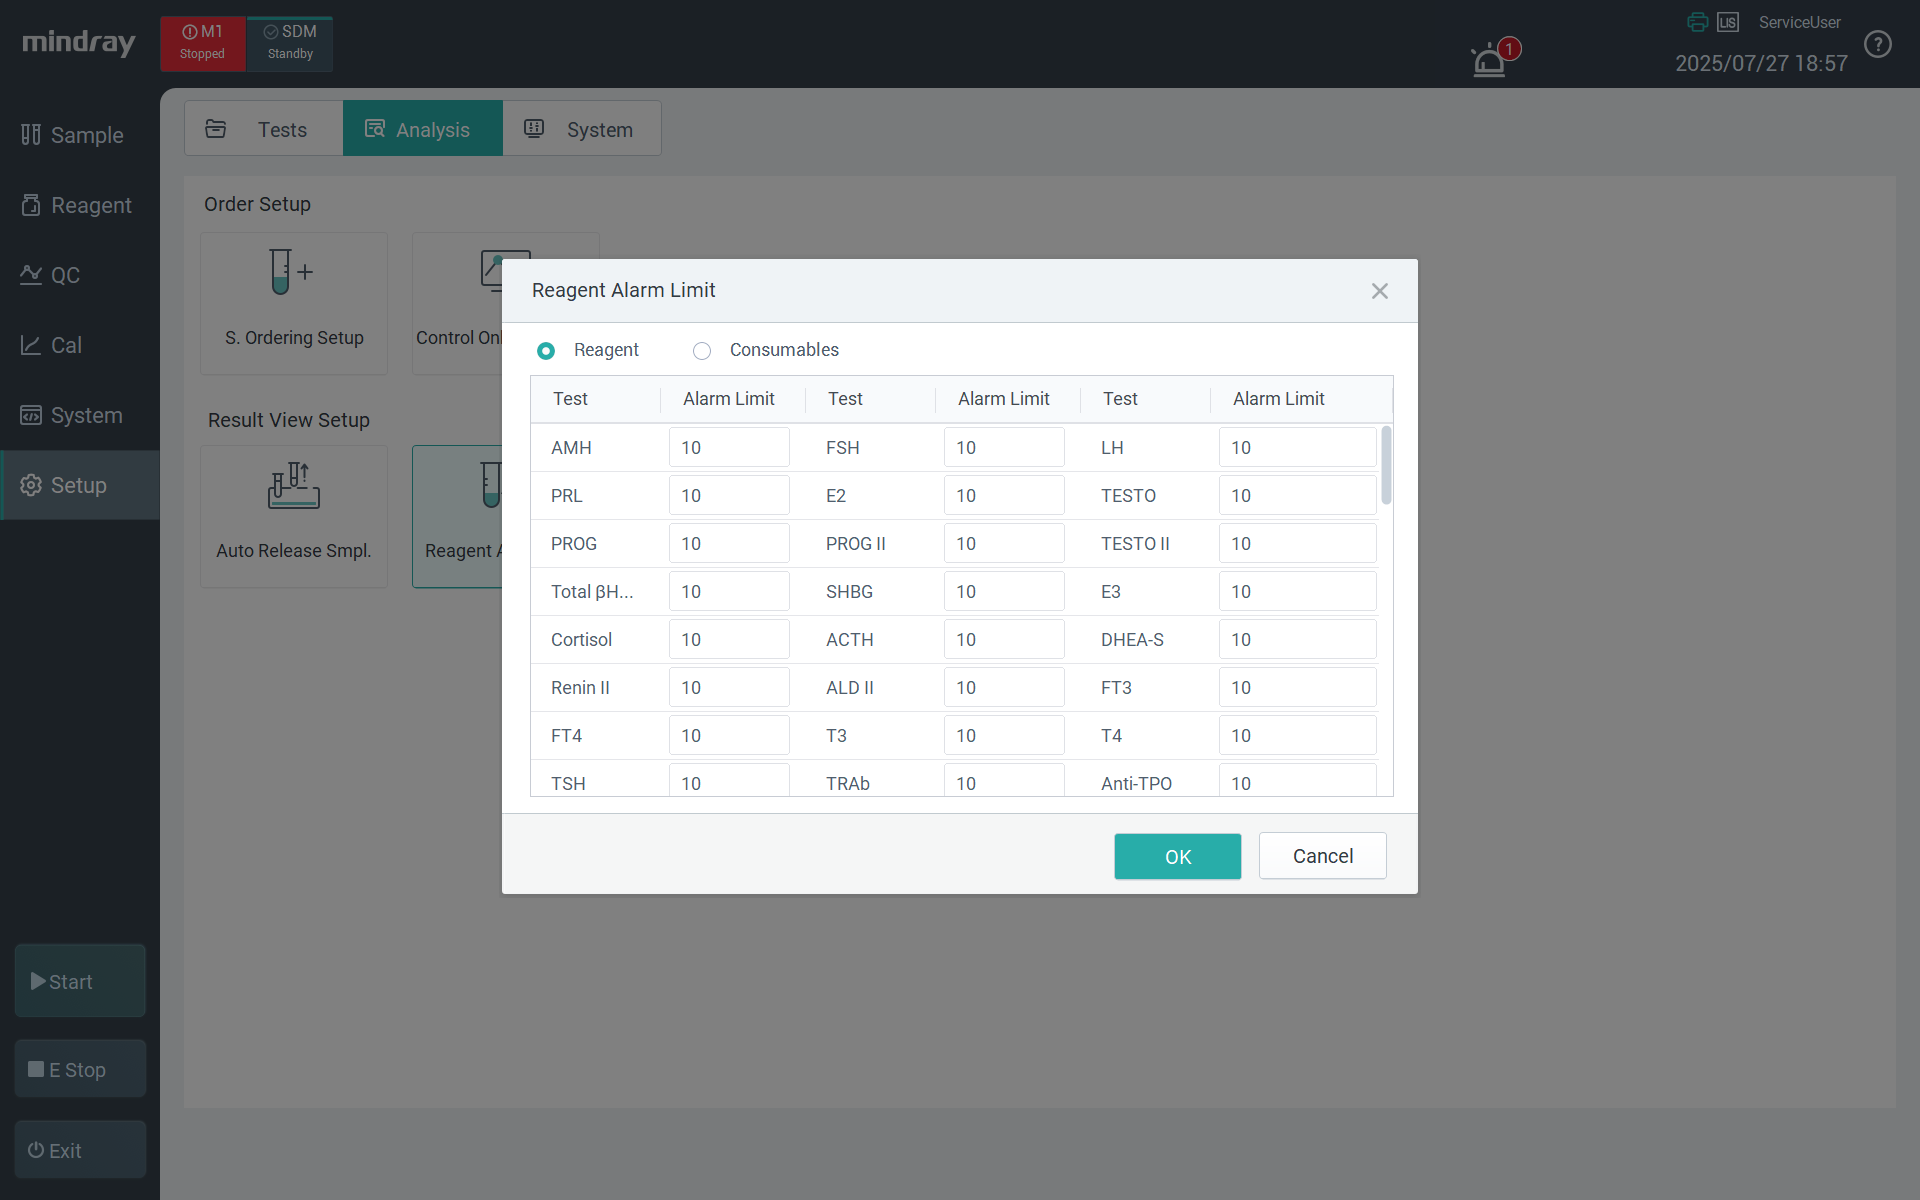 mindray
M1
Stopped
SDM
Standby
1
LIS
ServiceUser
2025/07/27 18:57
?
Sample
Reagent
QC
Cal
System
Setup
Start
E Stop
Exit
Tests
Analysis
System
Order Setup
S. Ordering Setup
Control Onl
Result View Setup
Auto Release Smpl.
Reagent A
Reagent Alarm Limit
Reagent Consumables
Test Alarm Limit Test Alarm Limit Test Alarm Limit
AMH 10 FSH 10 LH 10
PRL 10 E2 10 TESTO 10
PROG 10 PROG II 10 TESTO II 10
Total βH... 10 SHBG 10 E3 10
Cortisol 10 ACTH 10 DHEA-S 10
Renin II 10 ALD II 10 FT3 10
FT4 10 T3 10 T4 10
TSH 10 TRAb 10 Anti-TPO 10
OK Cancel